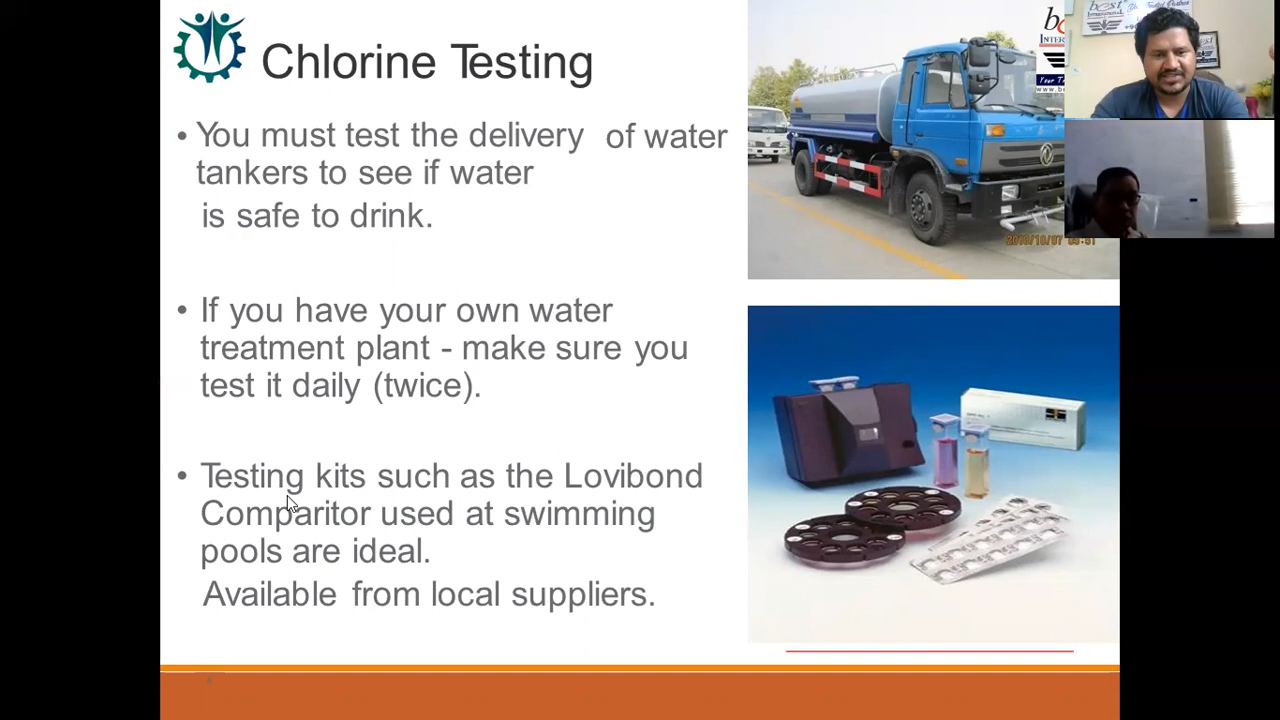 Chlorine Testing
• You must test the delivery of water
tankers to see if water
is safe to drink.
• If you have your own water
treatment plant - make sure you
test it daily (twice).
• Testing kits such as the Lovibond
Comparitor used at swimming
pools are ideal.
Available from local suppliers.
4
best